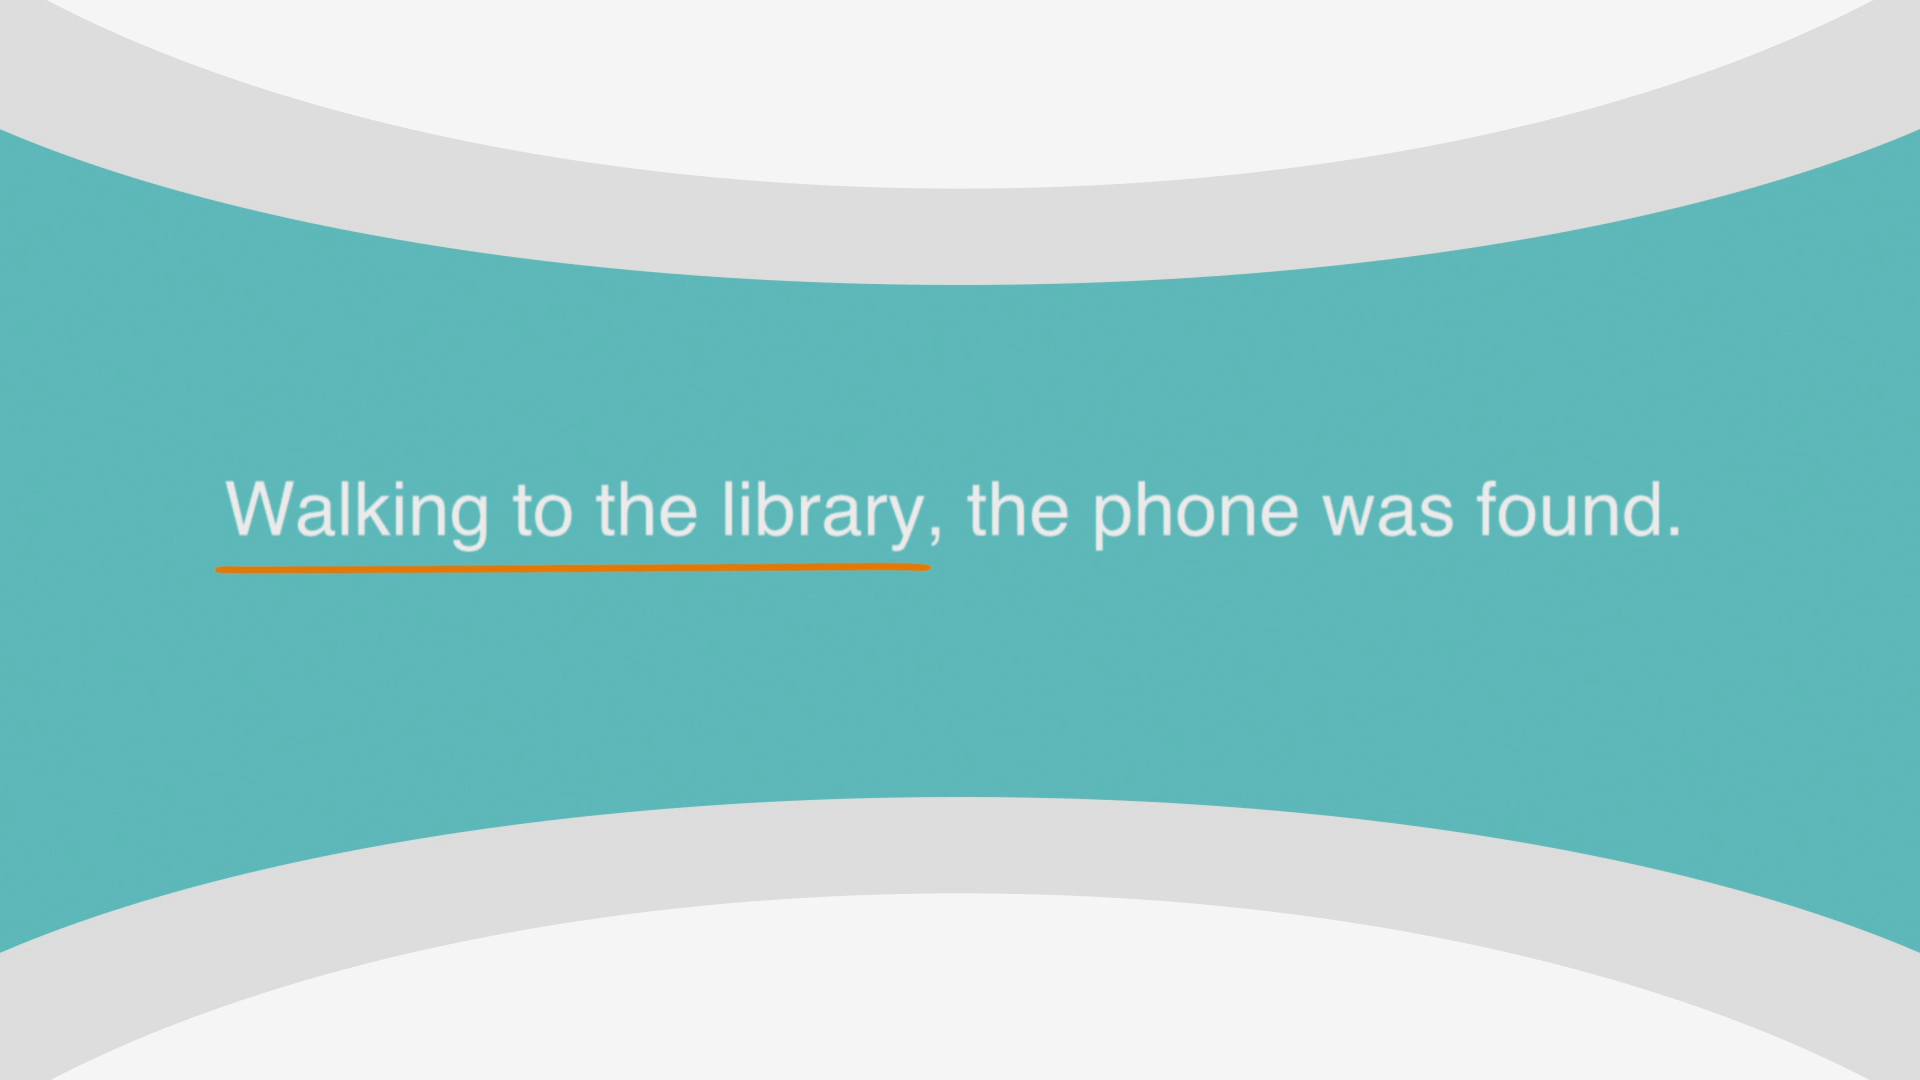 Walking to the library, the phone was found.